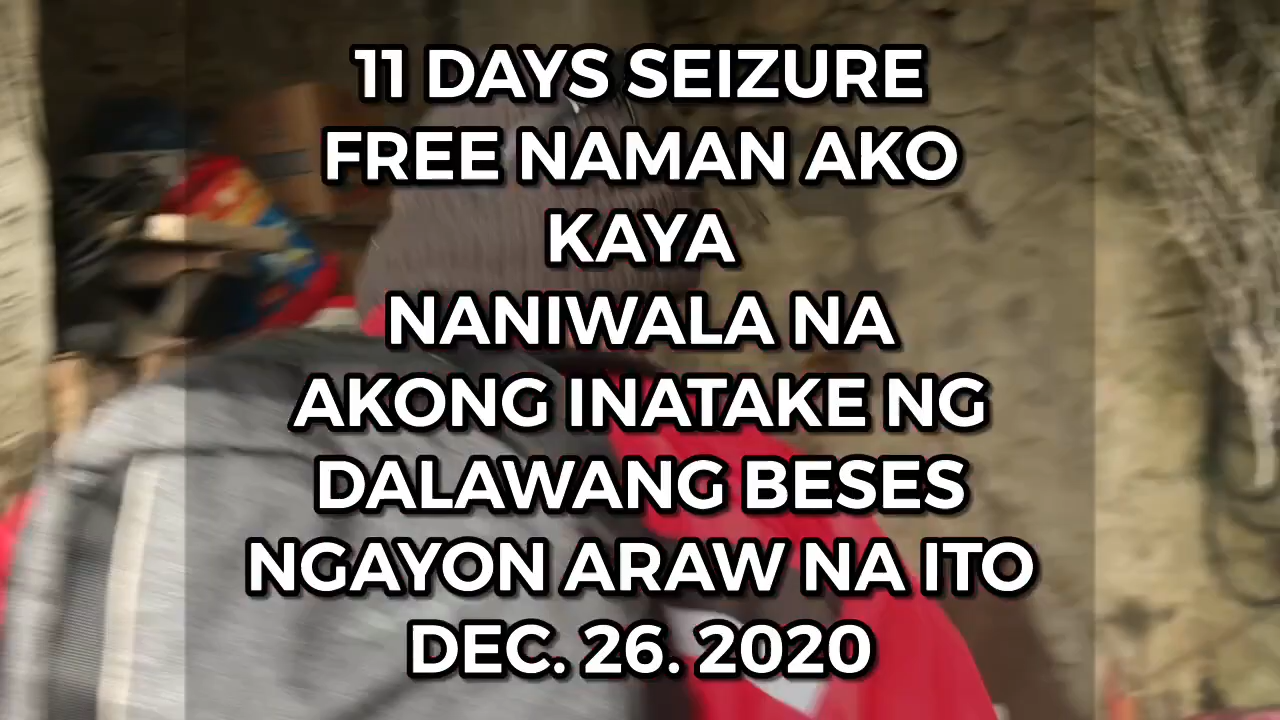 11 DAYS SEIZURE
FREE NAMAN AKO
KAYA
NANIWALA NA
AKONG INATAKE NG
DALAWANG BESES
NGAYON ARAW NA ITO
DEC. 26. 2020